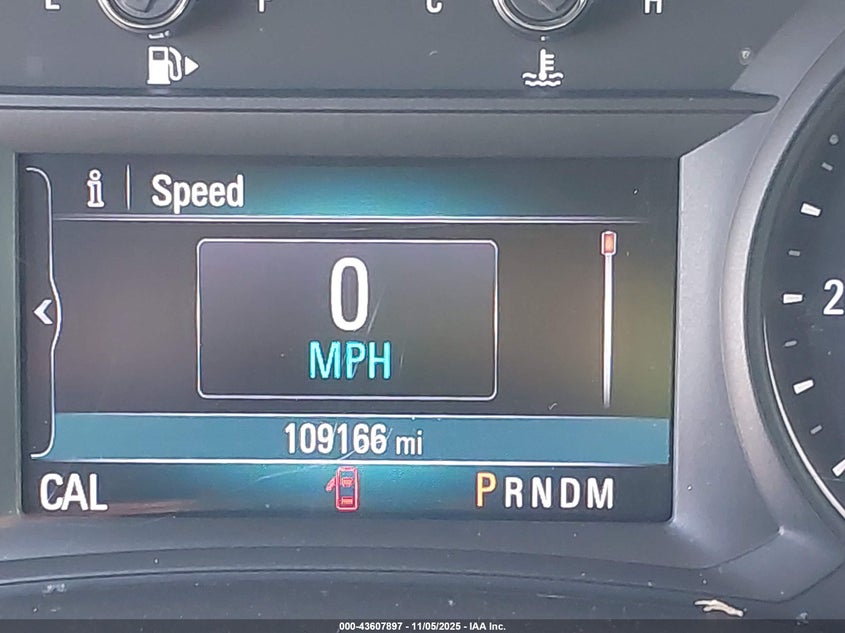 E F C H
i Speed
0
MPH
2
109166 mi
CAL PRNDM
000-43607897 - 11/05/2025 - IAA Inc.